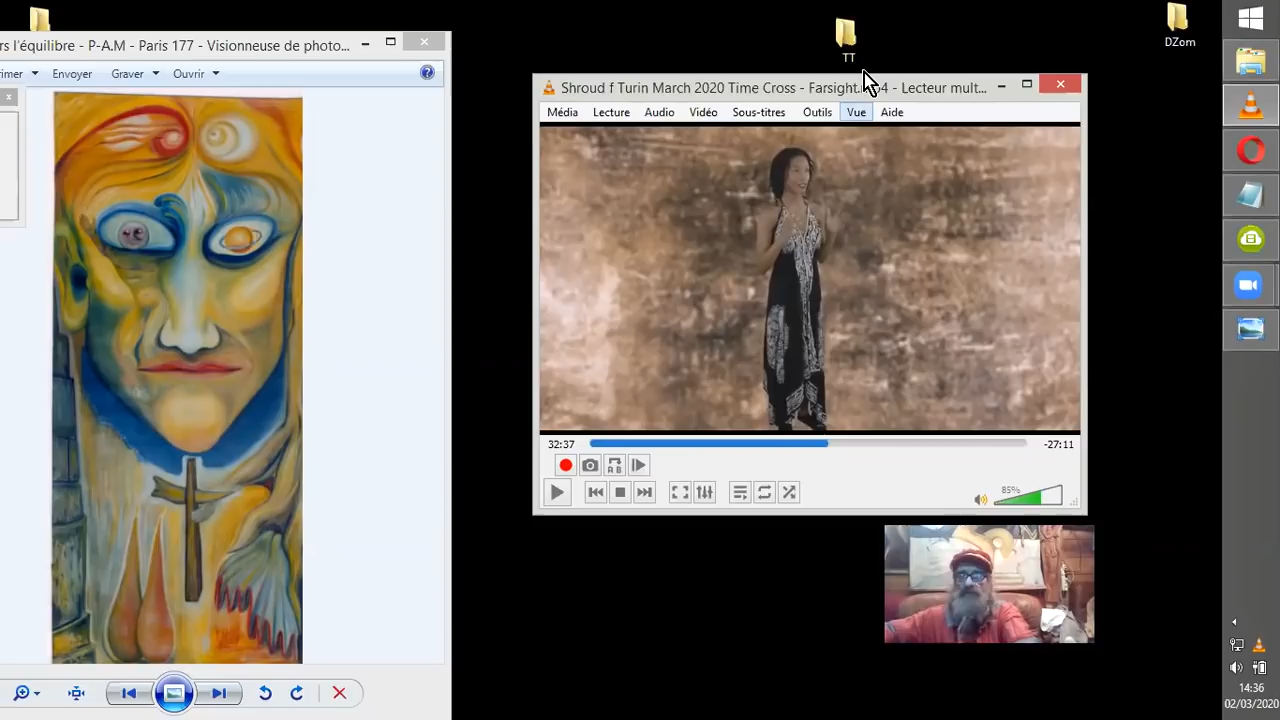 TT
DZom
rs l'équilibre - P-A.M - Paris 177 - Visionneuse de photo...
imer Envoyer Graver Ouvrir
Shroud f Turin March 2020 Time Cross - Farsight. 4 - Lecteur mult...
Média Lecture Audio Vidéo Sous-titres Outils Vue Aide
32:37 -27:11
85%
14:36
02/03/2020